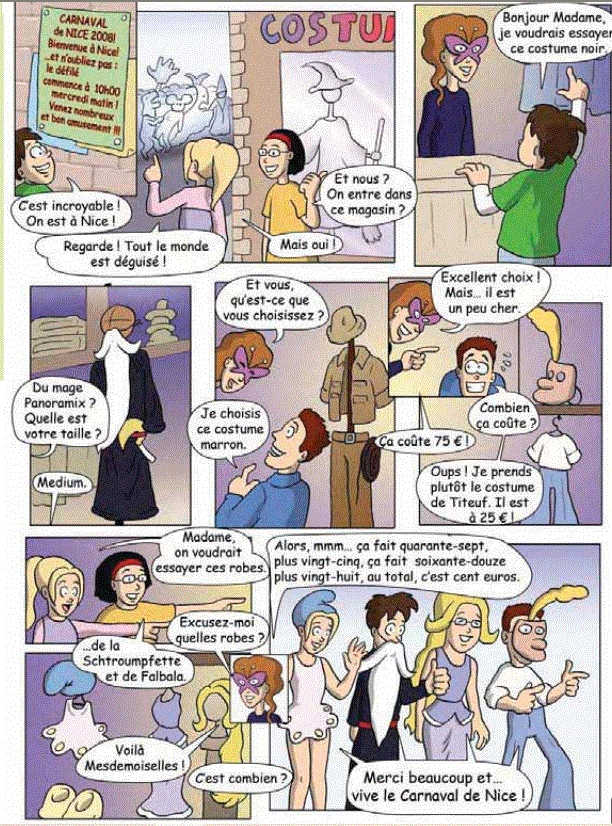 CARNAVAL
de NICE 2008!
Bienvenue à Nice!
...et n'oubliez pas :
le défilé
commence à 10h00
mercredi matin !
Venez nombreux
et bon amusement !!!
COSTUM
C'est incroyable !
On est à Nice !
Regarde ! Tout le monde
est déguisé !
Et nous ?
On entre dans
ce magasin ?
Mais oui !
Bonjour Madame,
je voudrais essayer
ce costume noir.
Du mage
Panoramix ?
Quelle est
votre taille ?
Medium.
Et vous,
qu'est-ce que
vous choisissez ?
Je choisis
ce costume
marron.
Excellent choix !
Mais... il est
un peu cher.
Combien
ça coûte ?
Ça coûte 75 € !
Oups ! Je prends
plutôt le costume
de Titeuf. Il est
à 25 € !
Madame,
on voudrait
essayer ces robes.
Excusez-moi
quelles robes ?
...de la
Schtroumpfette
et de Falbala.
Voilà
Mesdemoiselles !
C'est combien ?
Alors, mmm... ça fait quarante-sept,
plus vingt-cinq, ça fait soixante-douze
plus vingt-huit, au total, c'est cent euros.
Merci beaucoup et...
vive le Carnaval de Nice !